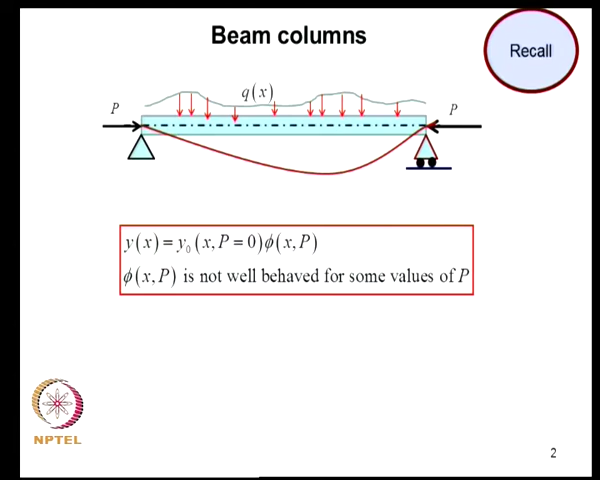 Beam columns
Recall
q(x)
P
P
y(x) = y₀(x, P = 0)ϕ(x, P)
ϕ(x, P) is not well behaved for some values of P
NPTEL
2